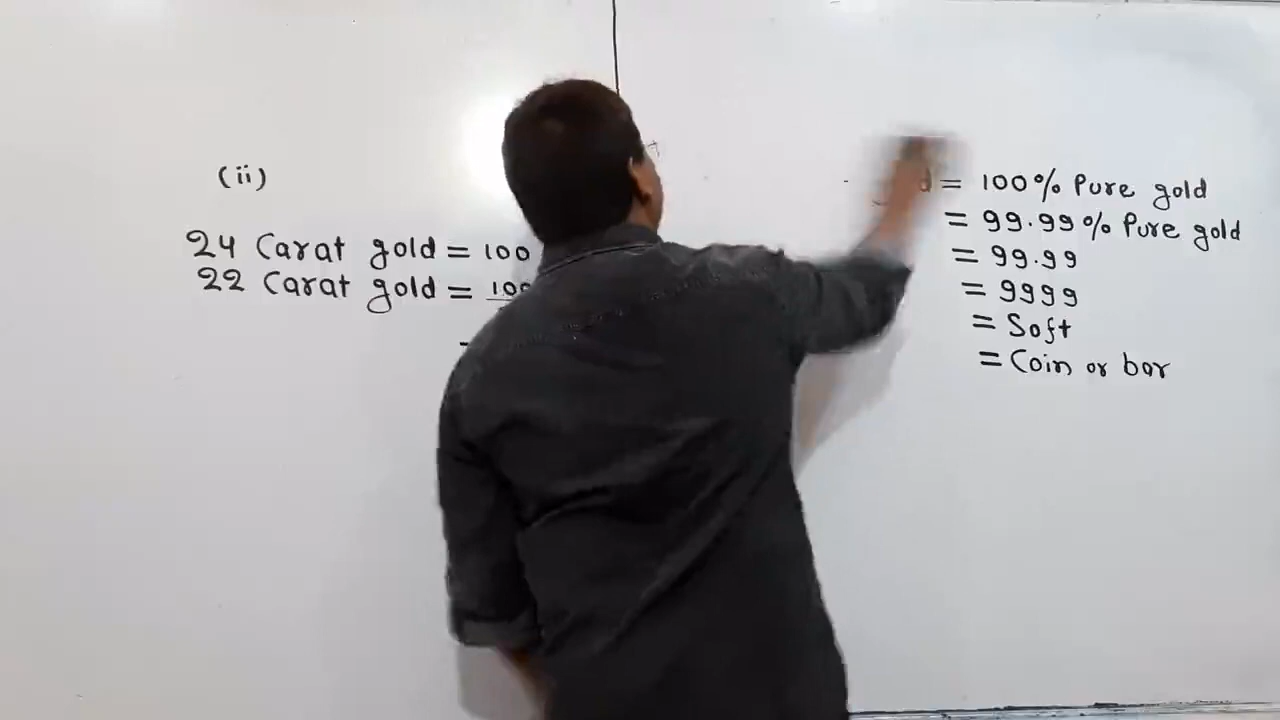 (ii)
24 Carat gold = 100
22 Carat gold = 100
= 100% Pure gold
= 99.99% Pure gold
= 99.99
= 9999
= Soft
= Coin or bar